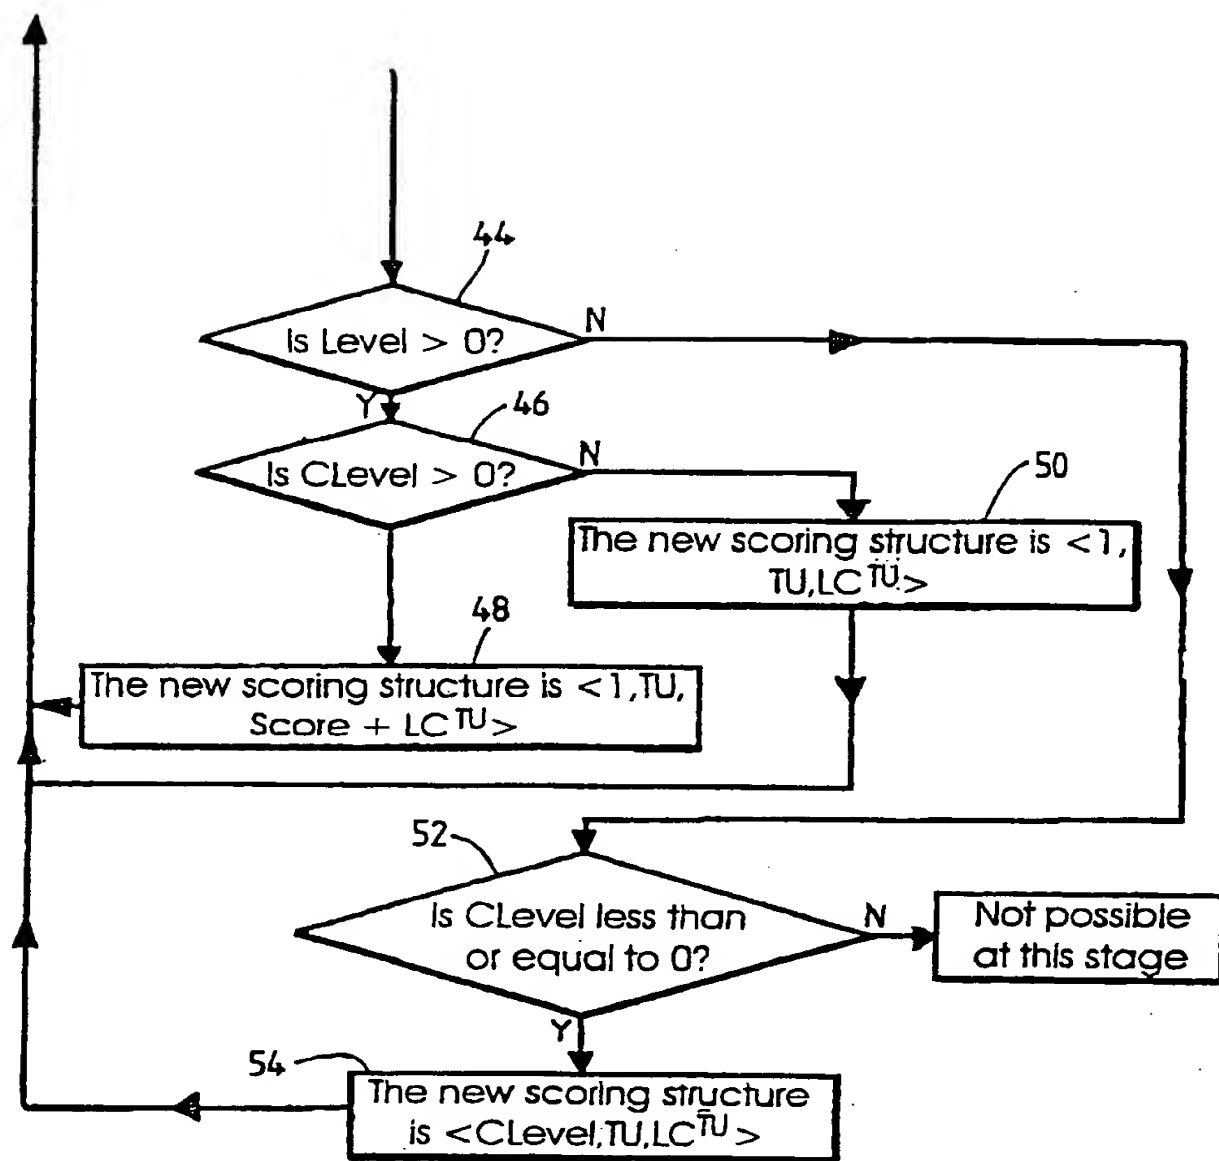 44
Is Level > 0?
N
Y
46
Is CLevel > 0?
N
50
The new scoring structure is <1,
TU,LC^TU>
48
The new scoring structure is <1,TU,
Score + LC^TU>
52
Is CLevel less than
or equal to 0?
N
Not possible
at this stage
Y
54
The new scoring structure
is <CLevel,TU,LC^TU>